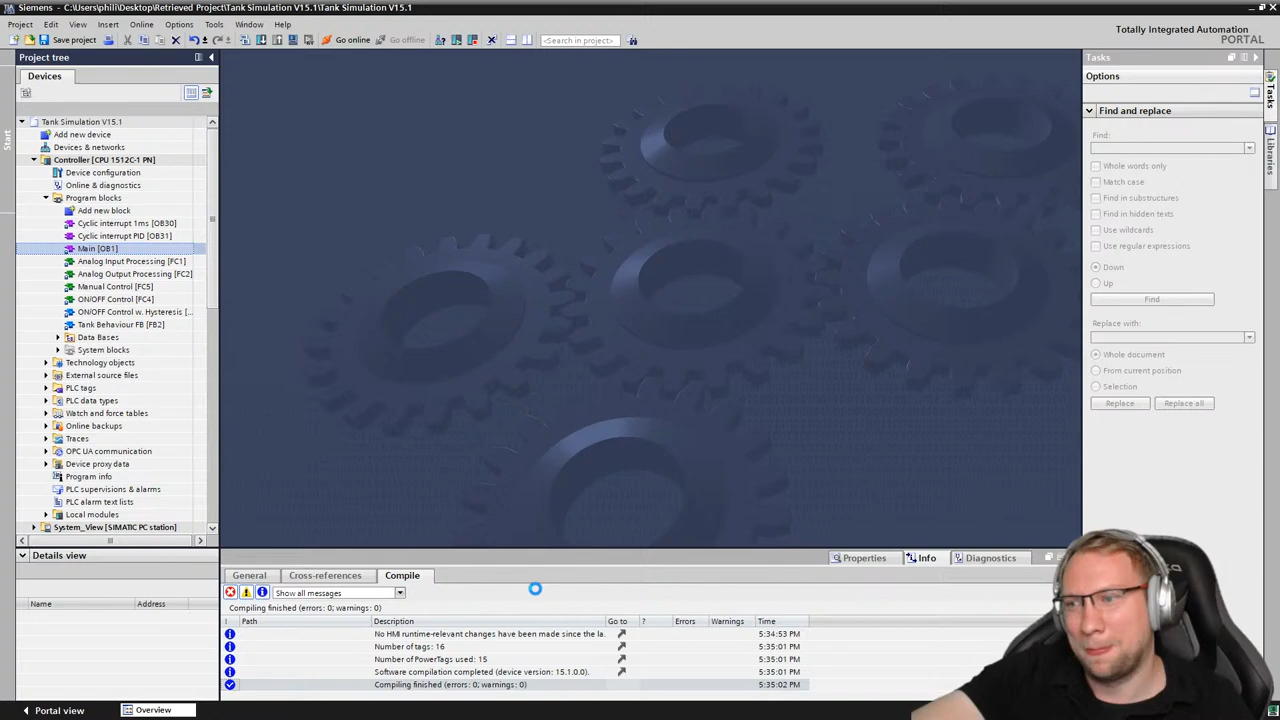 Siemens - C:\Users\phili\Desktop\Retrieved Project\Tank Simulation V15.1\Tank Simulation V15.1
Project Edit View Insert Online Options Tools Window Help
Totally Integrated Automation
PORTAL
Save project Go online Go offline <Search in project>
Project tree
Devices
Start
Tank Simulation V15.1
Add new device
Devices & networks
Controller [CPU 1512C-1 PN]
Device configuration
Online & diagnostics
Program blocks
Add new block
Cyclic interrupt 1ms [OB30]
Cyclic interrupt PID [OB31]
Main [OB1]
Analog Input Processing [FC1]
Analog Output Processing [FC2]
Manual Control [FC5]
ON/OFF Control [FC4]
ON/OFF Control w. Hysteresis [...
Tank Behaviour FB [FB2]
Data Bases
System blocks
Technology objects
External source files
PLC tags
PLC data types
Watch and force tables
Online backups
Traces
OPC UA communication
Device proxy data
Program info
PLC supervisions & alarms
PLC alarm text lists
Local modules
System_View [SIMATIC PC station]
Details view
Name Address
Tasks
Options
Find and replace
Find:
Whole words only
Match case
Find in substructures
Find in hidden texts
Use wildcards
Use regular expressions
Down
Up
Find
Replace with:
Whole document
From current position
Selection
Replace Replace all
Tasks
Libraries
Properties Info Diagnostics
General Cross-references Compile
Show all messages
Compiling finished (errors: 0; warnings: 0)
! Path Description Go to ? Errors Warnings Time
No HMI runtime-relevant changes have been made since the la. 5:34:53 PM
Number of tags: 16 5:35:01 PM
Number of PowerTags used: 15 5:35:01 PM
Software compilation completed (device version: 15.1.0.0). 5:35:01 PM
Compiling finished (errors: 0; warnings: 0) 5:35:02 PM
Portal view Overview